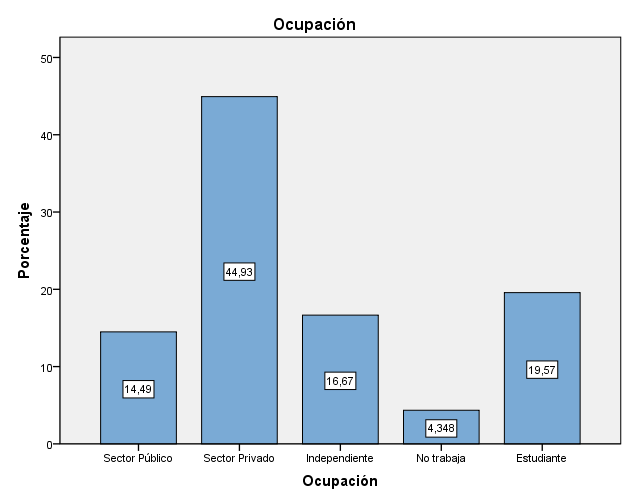 Ocupación
Porcentaje
50
40
30
20
10
0
14,49
44,93
16,67
4,348
19,57
Sector Público
Sector Privado
Independiente
No trabaja
Estudiante
Ocupación